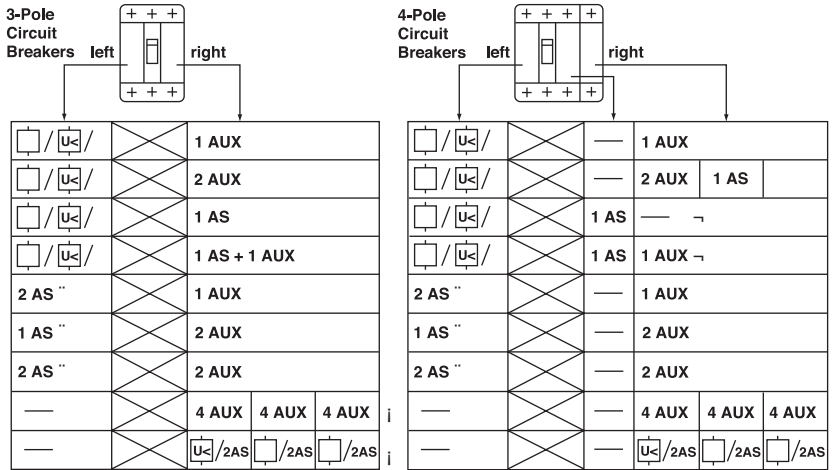 3-Pole
Circuit
Breakers left right
+ + +
+ + +
/ U< / 1 AUX
/ U< / 2 AUX
/ U< / 1 AS
/ U< / 1 AS + 1 AUX
2 AS ¨ 1 AUX
1 AS ¨ 2 AUX
2 AS ¨ 2 AUX
— 4 AUX 4 AUX 4 AUX ¡
— U< /2AS /2AS /2AS ¡
4-Pole
Circuit
Breakers left right
+ + + +
+ + + +
/ U< / — 1 AUX
/ U< / — 2 AUX 1 AS
/ U< / 1 AS — ¬
/ U< / 1 AS 1 AUX ¬
2 AS ¨ — 1 AUX
1 AS ¨ — 2 AUX
2 AS ¨ — 2 AUX
— — 4 AUX 4 AUX 4 AUX
— — U< /2AS /2AS /2AS